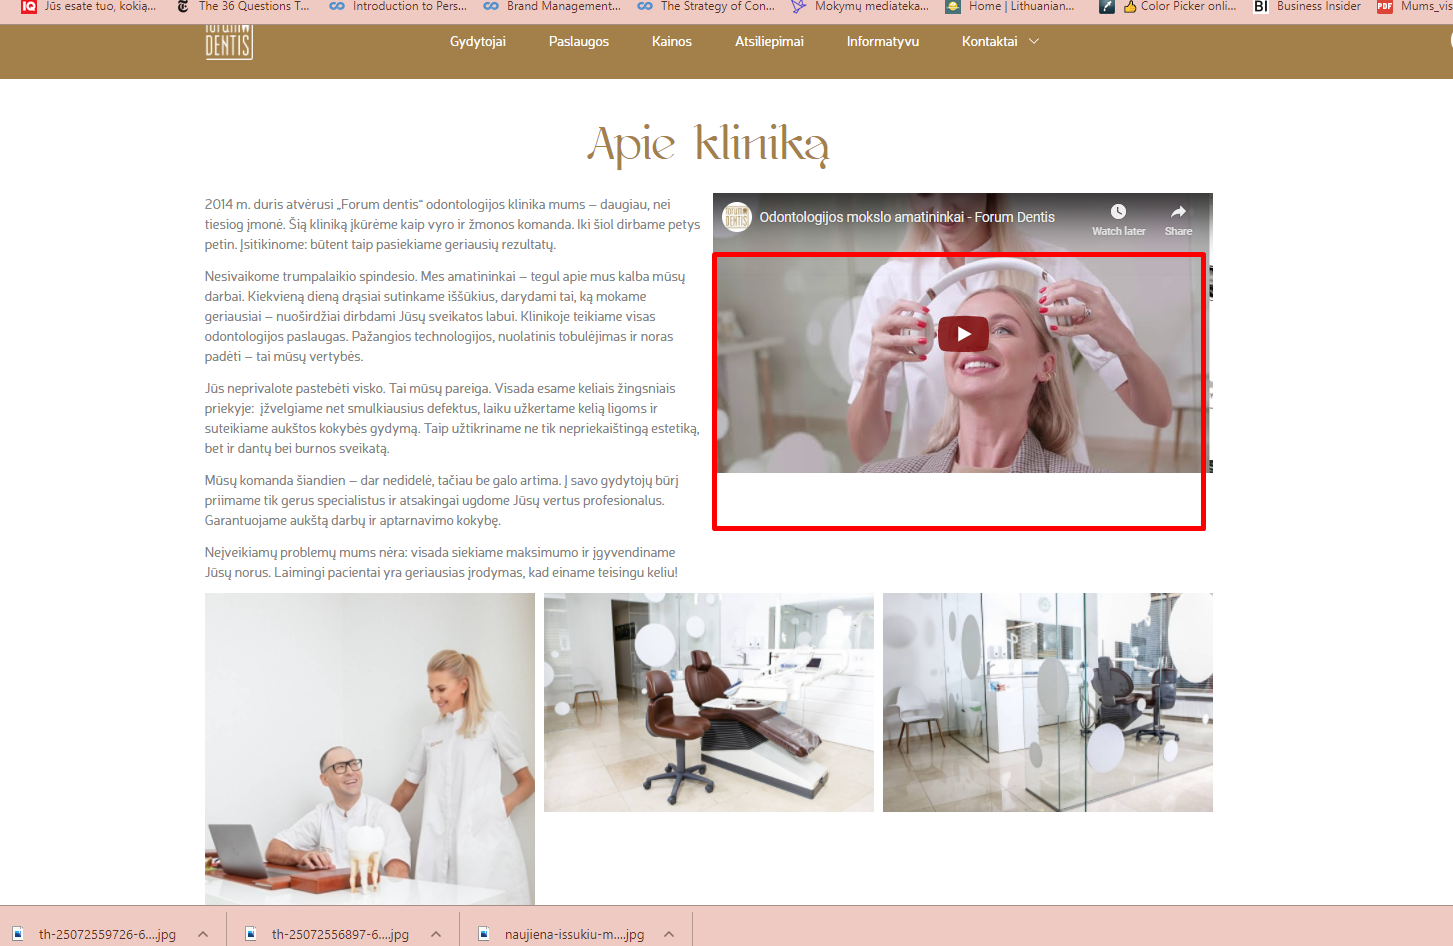 Jūs esate tuo, kokią...
The 36 Questions T...
Introduction to Pers...
Brand Management...
The Strategy of Con...
Mokymų mediateka...
Home | Lithuanian...
Color Picker onli...
Business Insider
Mums_vis
IQ
BI
PDF
forum
DENTIS
Gydytojai
Paslaugos
Kainos
Atsiliepimai
Informatyvu
Kontaktai
Apie kliniką
2014 m. duris atvėrusi „Forum dentis“ odontologijos klinika mums – daugiau, nei
tiesiog įmonė. Šią kliniką įkūrėme kaip vyro ir žmonos komanda. Iki šiol dirbame petys
petin. Įsitikinome: būtent taip pasiekiame geriausių rezultatų.
Nesivaikome trumpalaikio spindesio. Mes amatininkai – tegul apie mus kalba mūsų
darbai. Kiekvieną dieną drąsiai sutinkame iššūkius, darydami tai, ką mokame
geriausiai – nuoširdžiai dirbdami Jūsų sveikatos labui. Klinikoje teikiame visas
odontologijos paslaugas. Pažangios technologijos, nuolatinis tobulėjimas ir noras
padėti – tai mūsų vertybės.
Jūs neprivalote pastebėti visko. Tai mūsų pareiga. Visada esame keliais žingsniais
priekyje: įžvelgiame net smulkiausius defektus, laiku užkertame kelią ligoms ir
suteikiame aukštos kokybės gydymą. Taip užtikriname ne tik nepriekaištingą estetiką,
bet ir dantų bei burnos sveikatą.
Mūsų komanda šiandien – dar nedidelė, tačiau be galo artima. Į savo gydytojų būrį
priimame tik gerus specialistus ir atsakingai ugdome Jūsų vertus profesionalus.
Garantuojame aukštą darbų ir aptarnavimo kokybę.
Neįveikiamų problemų mums nėra: visada siekiame maksimumo ir įgyvendiname
Jūsų norus. Laimingi pacientai yra geriausias įrodymas, kad einame teisingu keliu!
forum
DENTIS
Odontologijos mokslo amatininkai - Forum Dentis
Watch later
Share
th-25072559726-6....jpg
th-25072556897-6....jpg
naujiena-issukiu-m....jpg